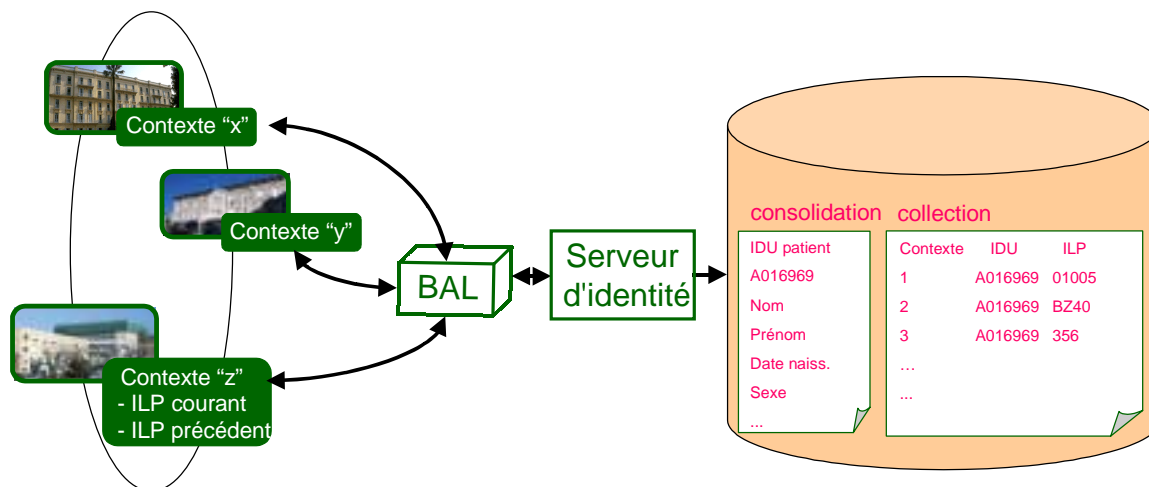 Contexte “x”
Contexte “y”
Contexte “z”
- ILP courant
- ILP précédent
BAL
Serveur
d'identité
consolidation
IDU patient
A016969
Nom
Prénom
Date naiss.
Sexe
...
collection
Contexte IDU ILP
1 A016969 01005
2 A016969 BZ40
3 A016969 356
…
...